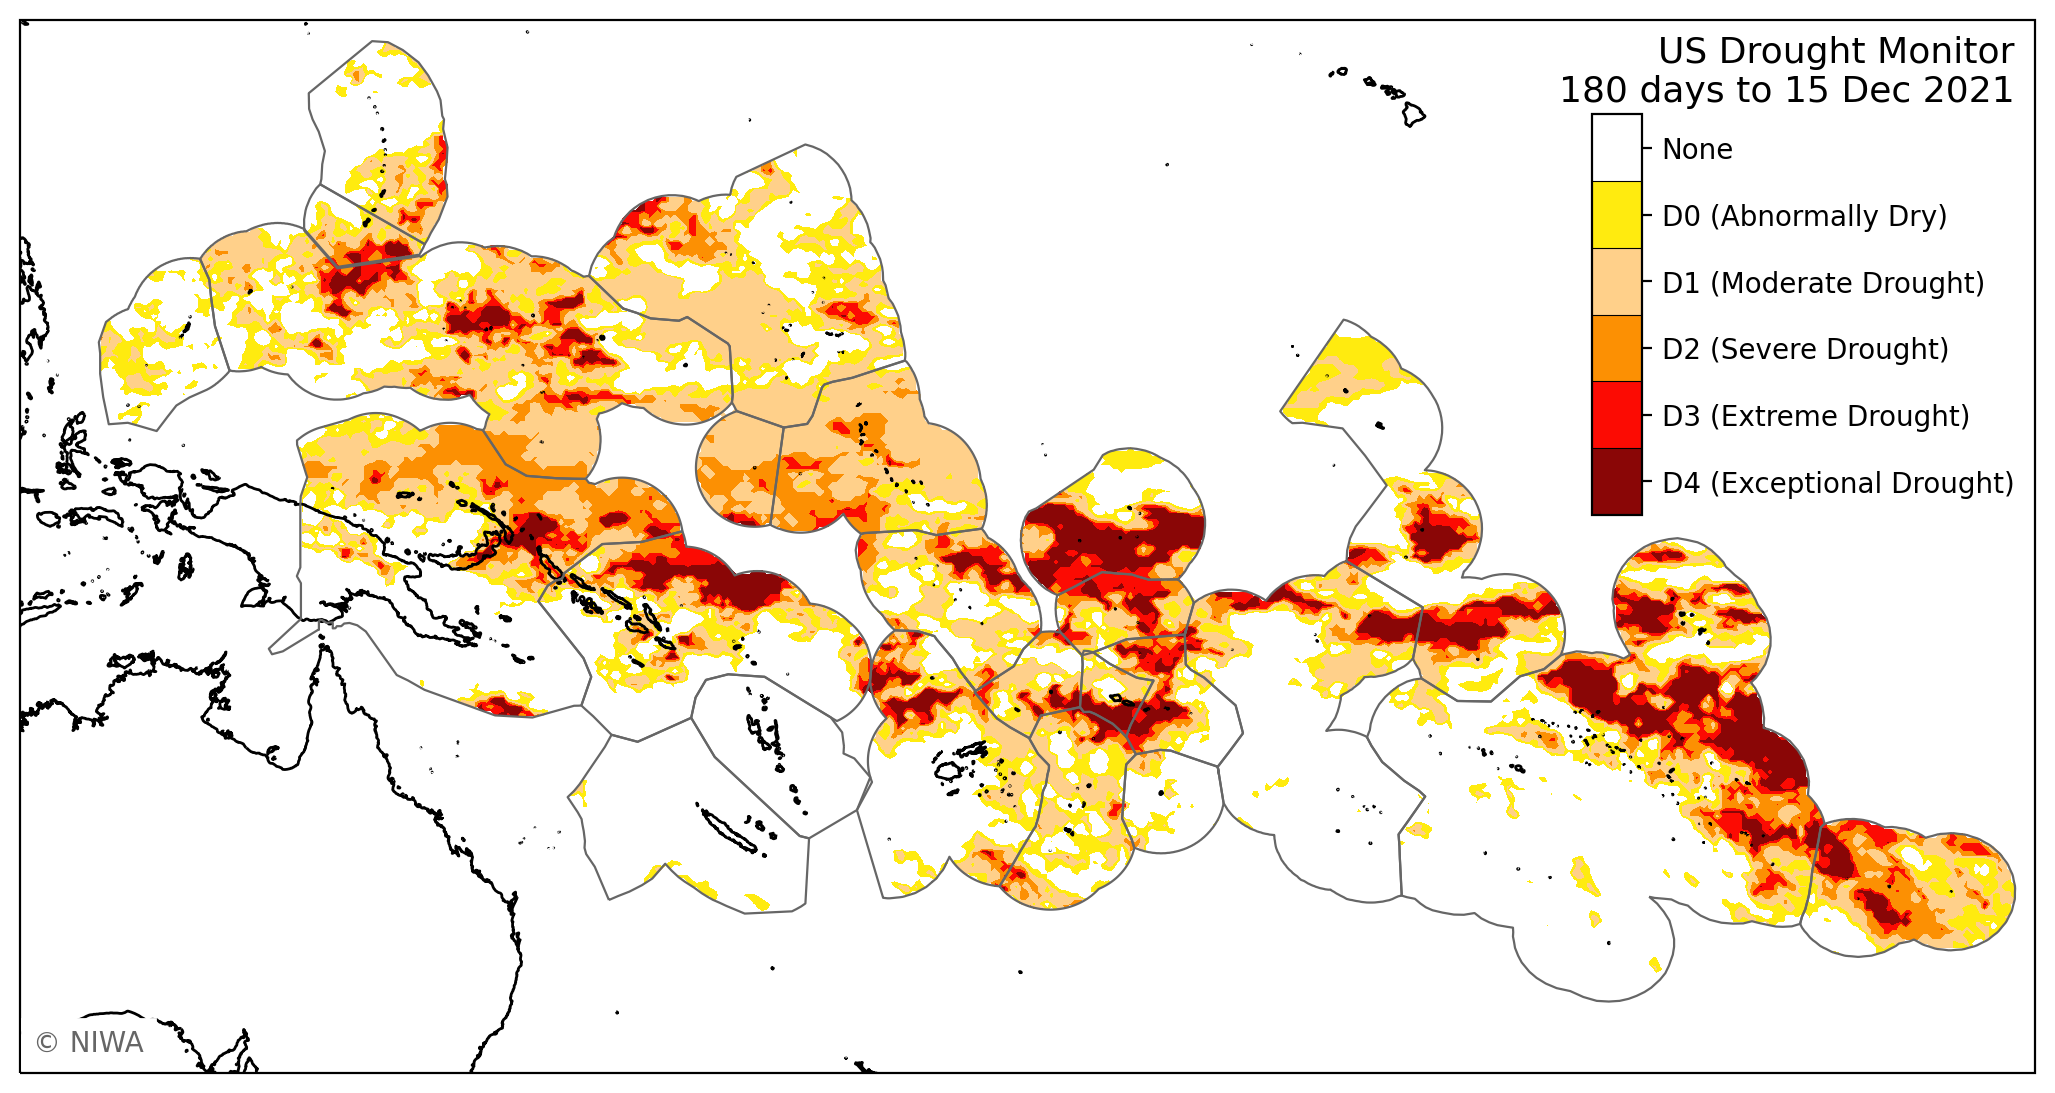 US Drought Monitor
180 days to 15 Dec 2021
None
D0 (Abnormally Dry)
D1 (Moderate Drought)
D2 (Severe Drought)
D3 (Extreme Drought)
D4 (Exceptional Drought)
© NIWA